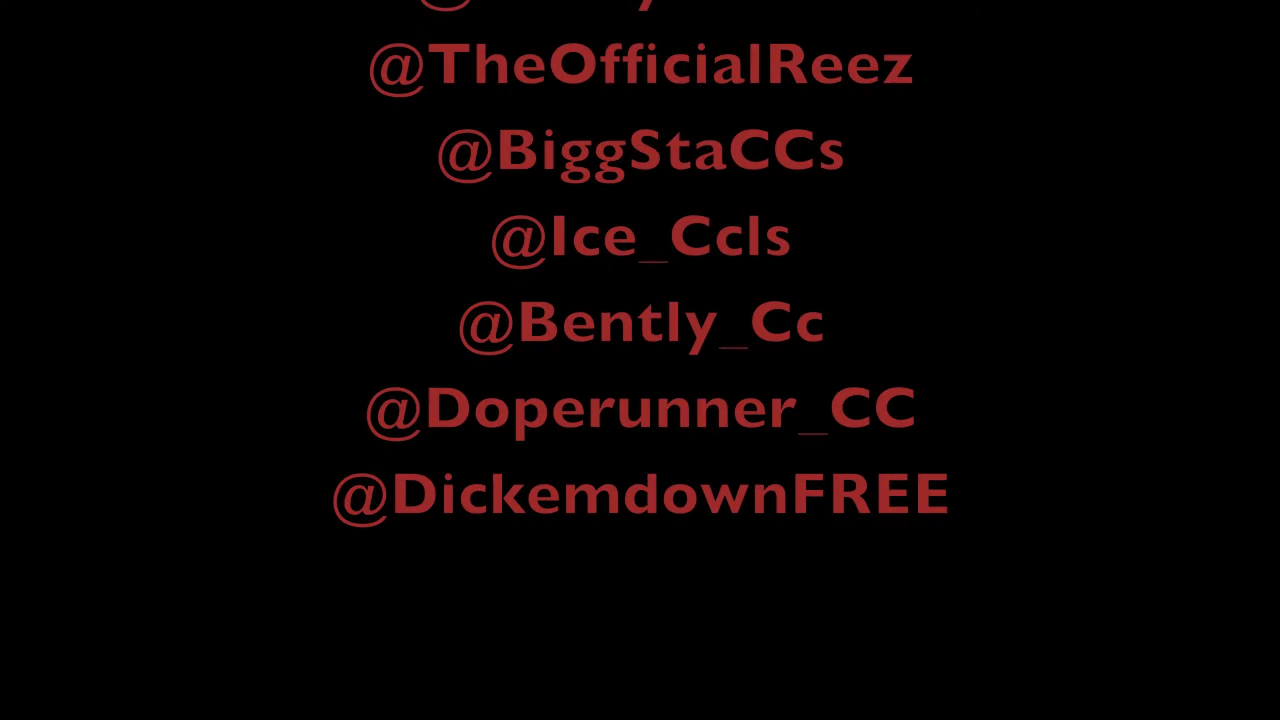 @TheOfficialReez
@BiggStaCCs
@Ice_Ccls
@Bently_Cc
@Doperunner_CC
@DickemdownFREE